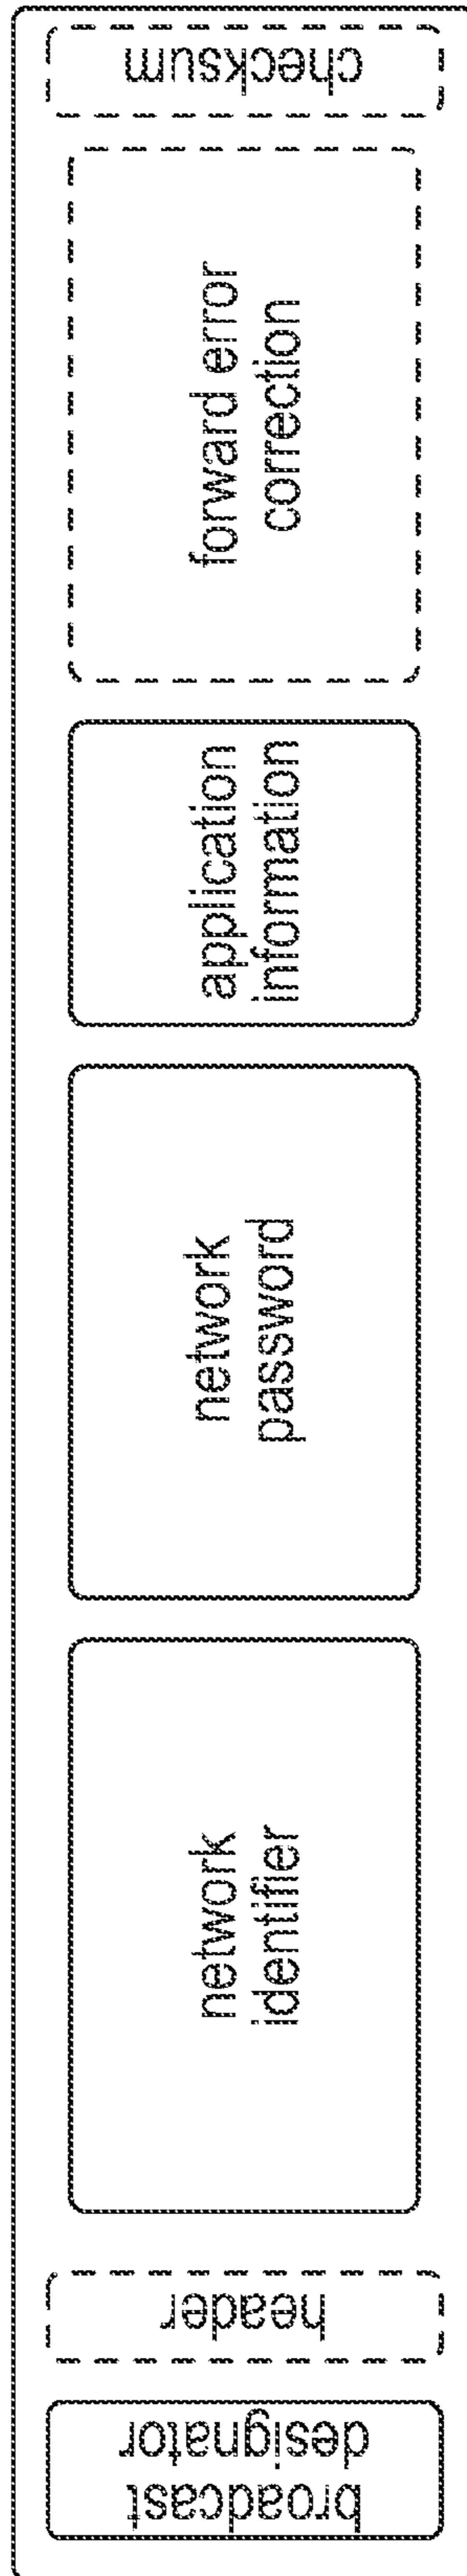 broadcast
designator
header
network
identifier
network
password
application
information
forward error
correction
checksum